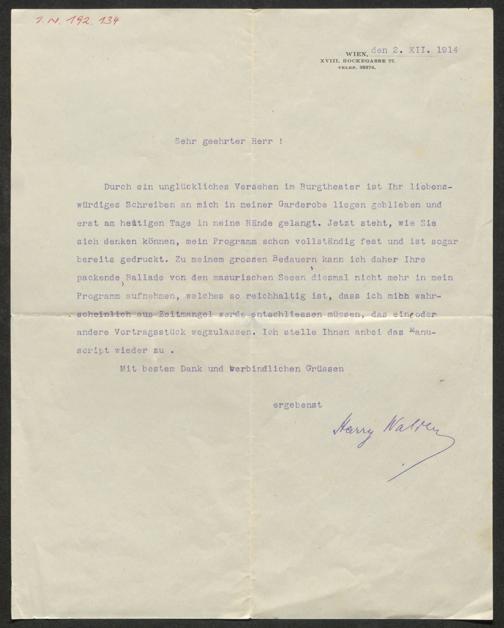 I.N. 192.134
WIEN, den 2. XII. 1914
XVIII. BOCKEGASSE
TELEF.
Sehr geehrter Herr !
Durch ein unglückliches Versehen im Burgtheater ist Ihr liebens-
würdiges Schreiben an mich in meiner Garderobe liegen geblieben und
erst am heutigen Tage in meine Hände gelangt. Jetzt steht, wie Sie
sich denken können, mein Programm schon vollständig fest und ist sogar
bereits gedruckt. Zu meinem grossen Bedauern kann ich daher Ihre
packende, Ballade von den masurischen Seeen diesmal nicht mehr in mein
Programm aufnehmen, welches so reichhaltig ist, dass ich mich wahr-
scheinlich aus Zeitmangel werde entschliessen müssen, das ein oder
andere Vortragsstück wegzulassen. Ich stelle Ihnen anbei das Manu-
script wieder zu .
Mit bestem Dank und verbindlichen Grüssen
ergebenst
Harry Walden